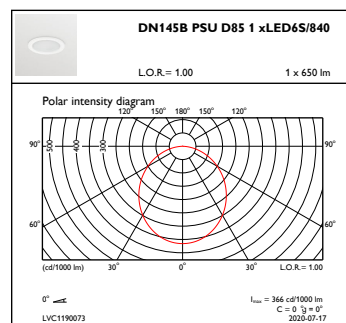 DN145B PSU D85 1 xLED6S/840
L.O.R.= 1.00 1 x 650 lm
Polar intensity diagram
120° 150° 180° 150° 120°
90° 500 400 300 90°
60° 60°
(cd/1000 lm) 30° 0° 30° L.O.R.= 1.00
0° Imax = 366 cd/1000 lm
C = 0 °g = 0°
LVC1190073 2020-07-17